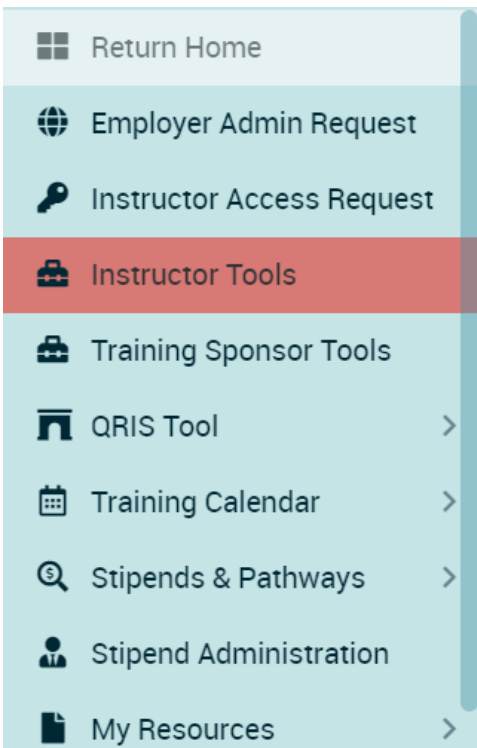 Return Home
Employer Admin Request
Instructor Access Request
Instructor Tools
Training Sponsor Tools
QRIS Tool
Training Calendar
Stipends & Pathways
Stipend Administration
My Resources